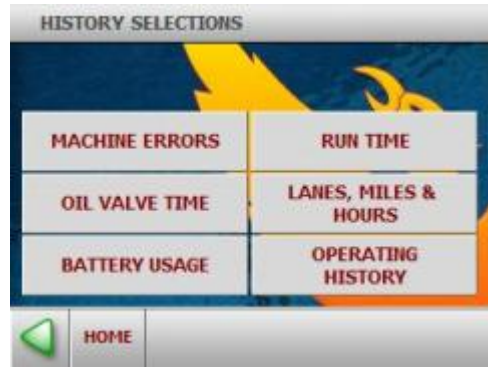 HISTORY SELECTIONS
MACHINE ERRORS
RUN TIME
OIL VALVE TIME
LANES, MILES &
HOURS
BATTERY USAGE
OPERATING
HISTORY
HOME